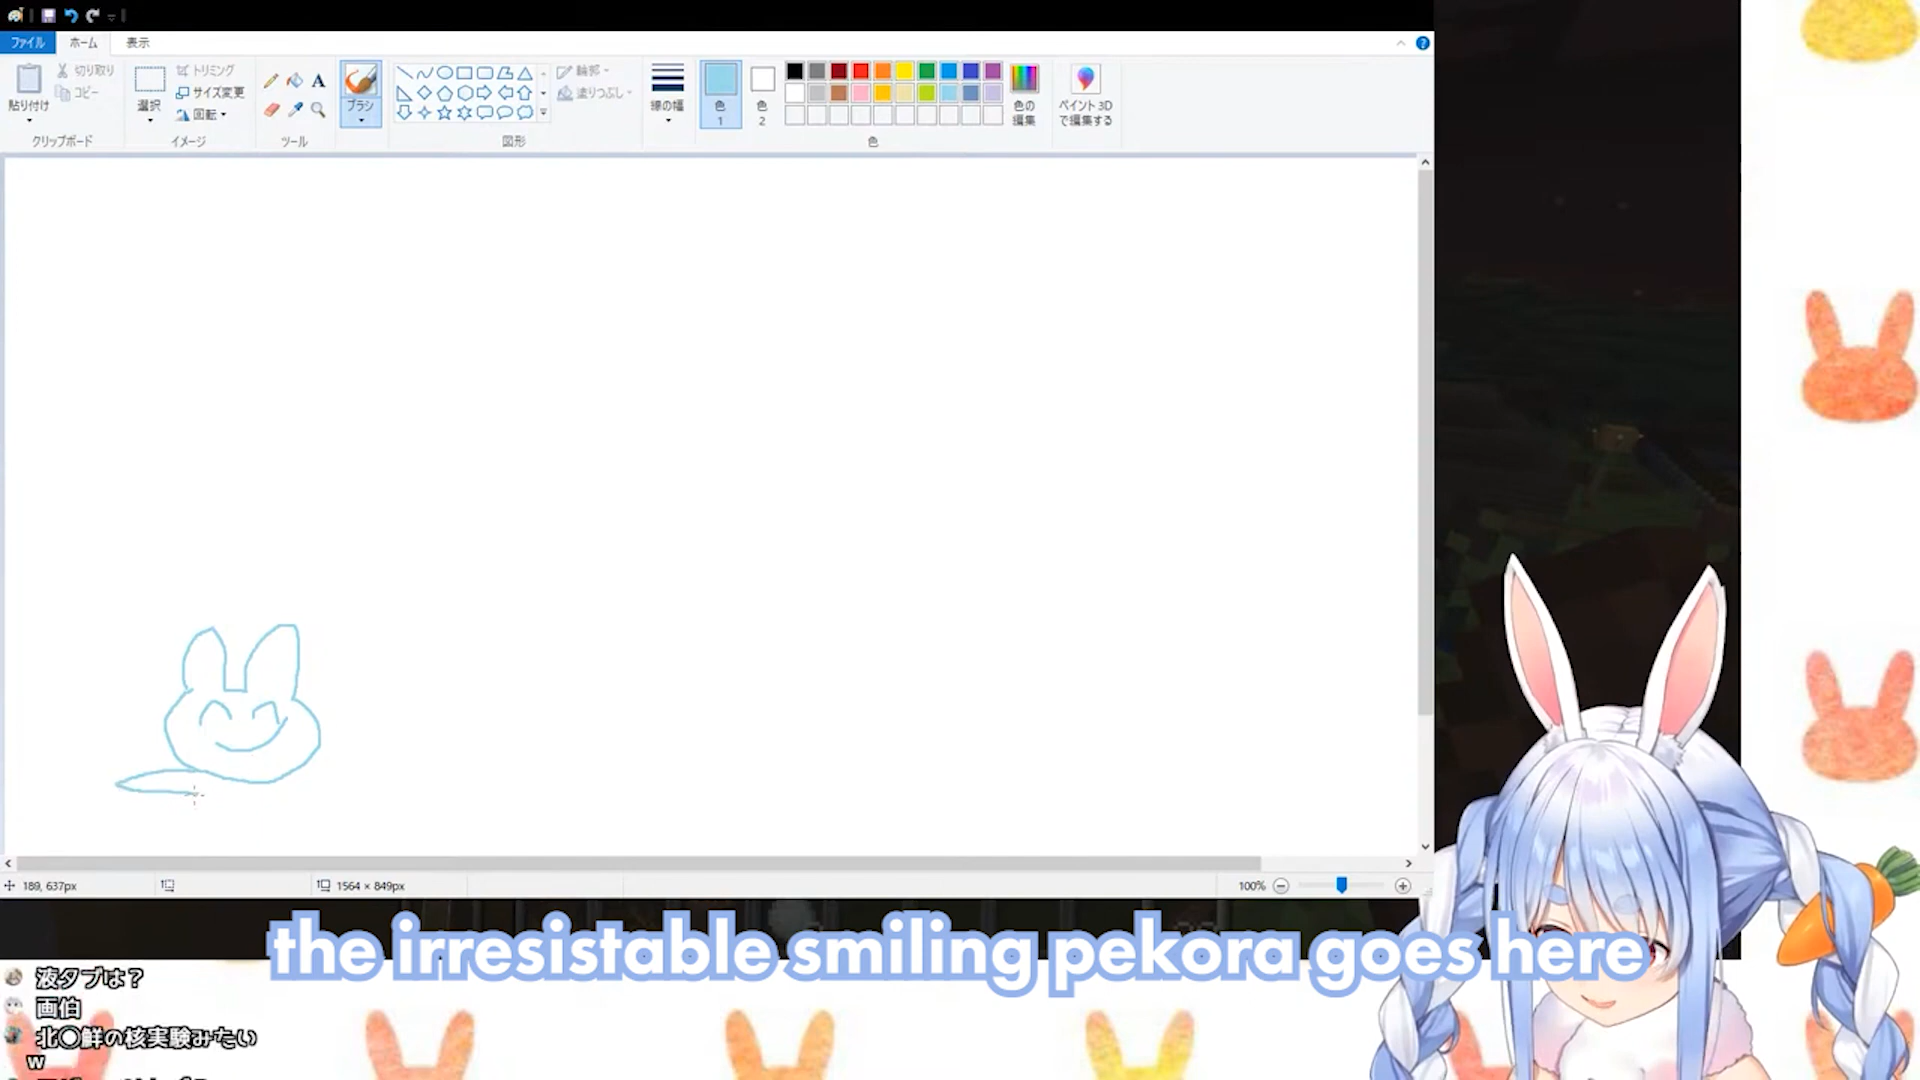 ファイル ホーム 表示
貼り付け
切り取り
コピー
クリップボード
選択
トリミング
サイズ変更
回転
イメージ
A
ツール
ブラシ
輪郭
塗りつぶし
図形
線の幅
色
1
色
2
色の
編集
色
ペイント 3D
で編集する
189, 637px
1564 × 849px
100%
the irresistable smiling pekora goes here
液タブは?
画伯
北〇鮮の核実験みたい
w